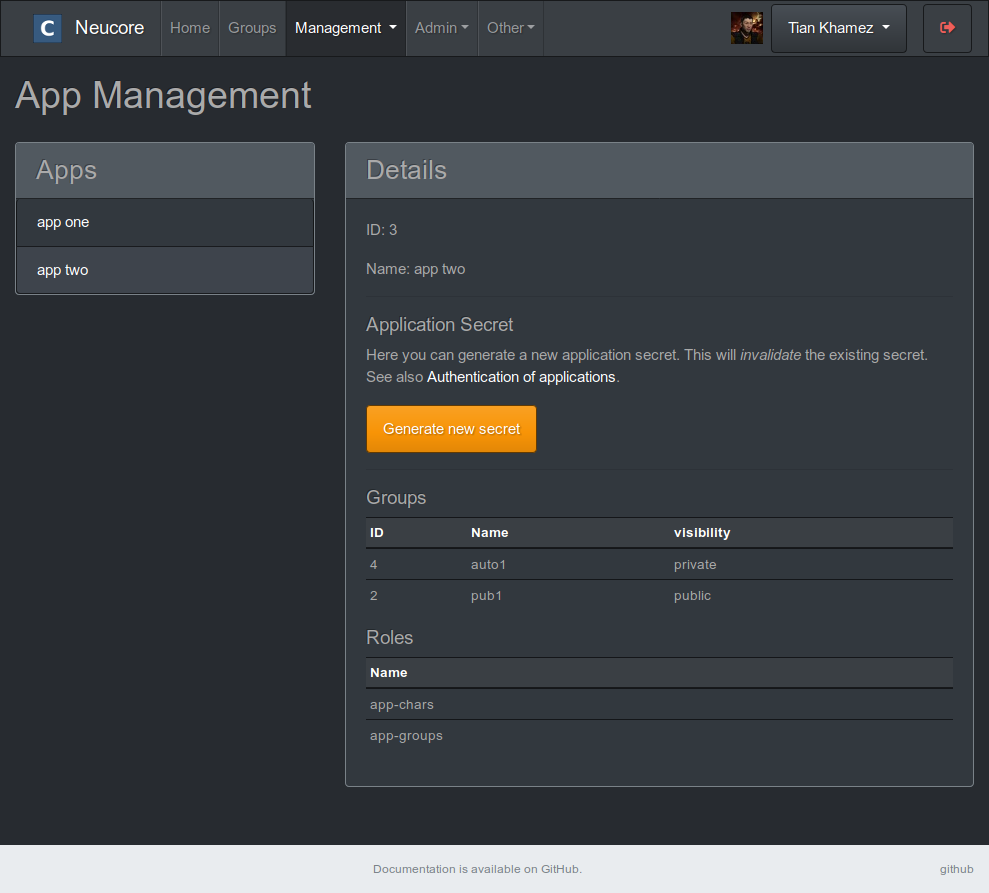 C Neucore Home Groups Management Admin Other Tian Khamez
App Management
Apps
app one
app two
Details
ID: 3
Name: app two
Application Secret
Here you can generate a new application secret. This will invalidate the existing secret.
See also Authentication of applications.
Generate new secret
Groups
ID Name visibility
4 auto1 private
2 pub1 public
Roles
Name
app-chars
app-groups
Documentation is available on GitHub. github